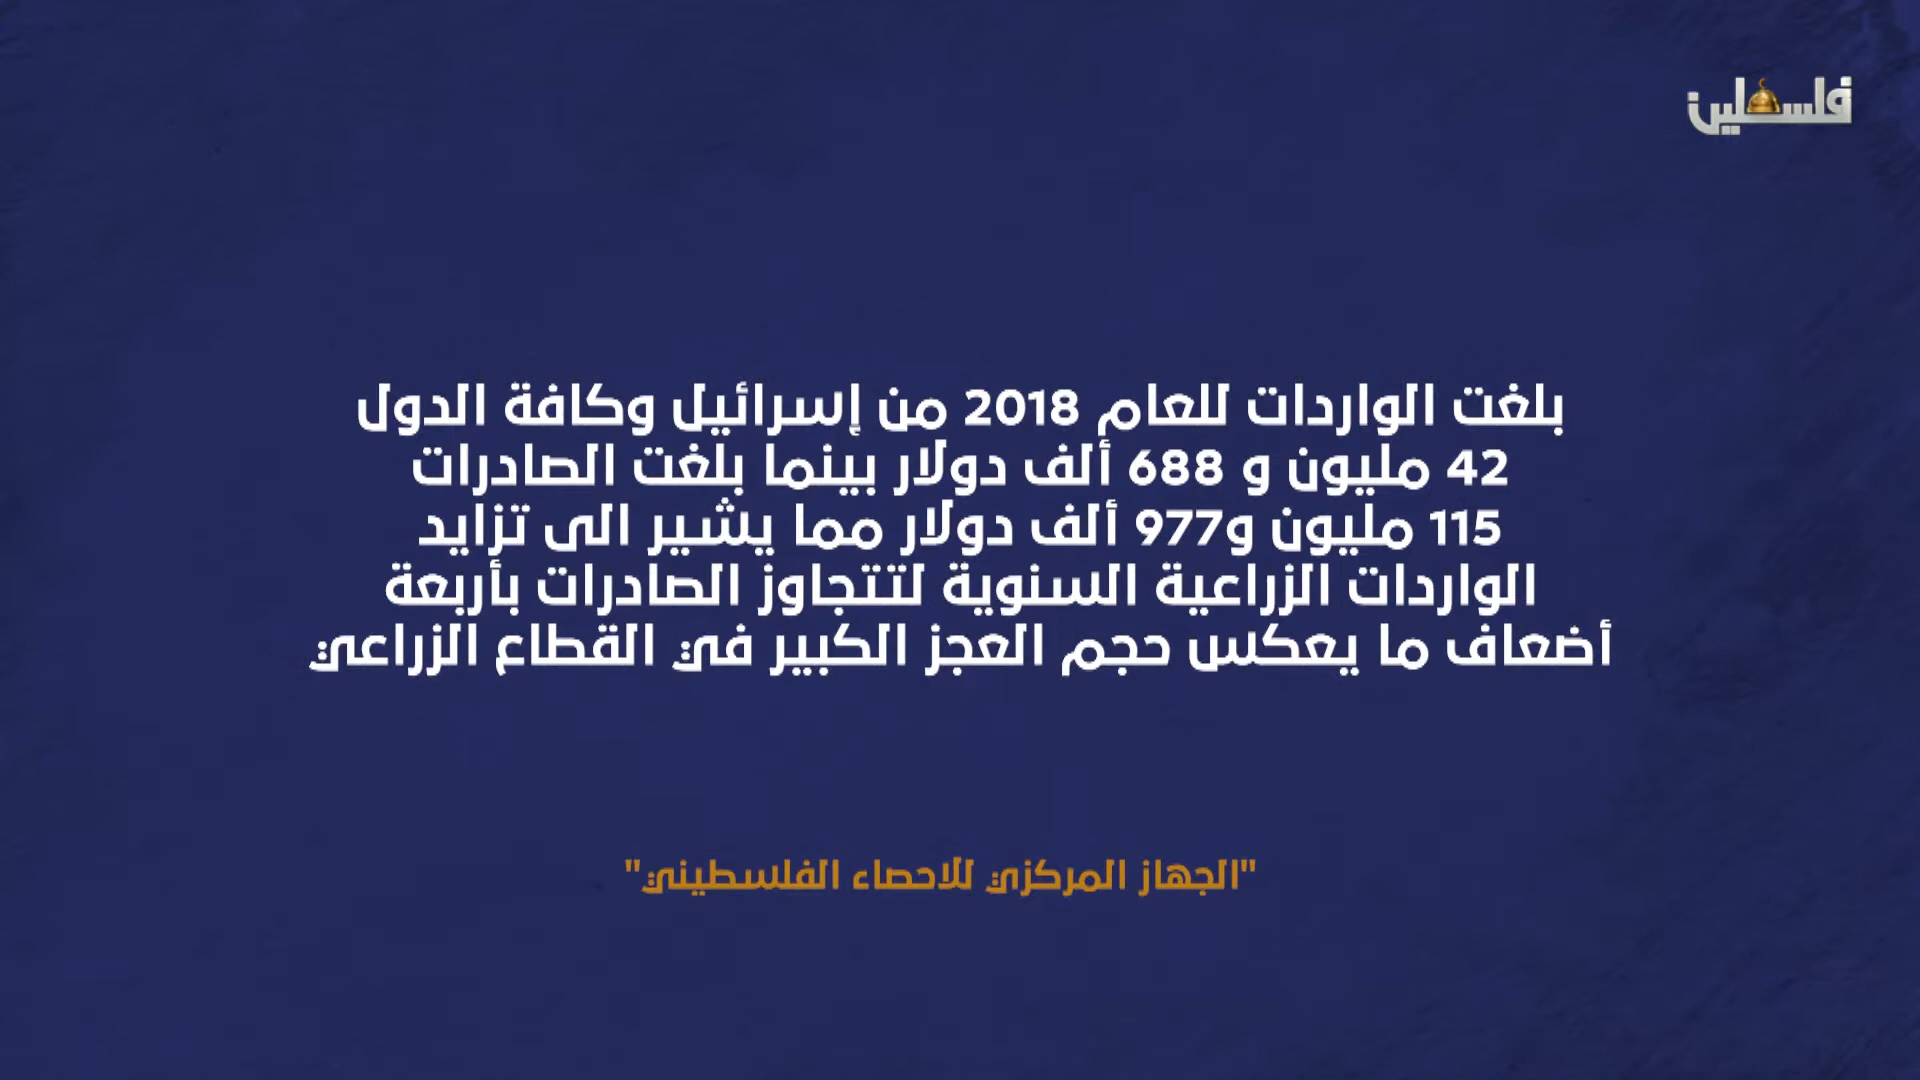 فلسطين
بلغت الواردات للعام 2018 من إسرائيل وكافة الدول
42 مليون و 688 ألف دولار بينما بلغت الصادرات
115 مليون و977 ألف دولار مما يشير الى تزايد
الواردات الزراعية السنوية لتتجاوز الصادرات بأربعة
أضعاف ما يعكس حجم العجز الكبير في القطاع الزراعي
"الجهاز المركزي للاحصاء الفلسطيني"